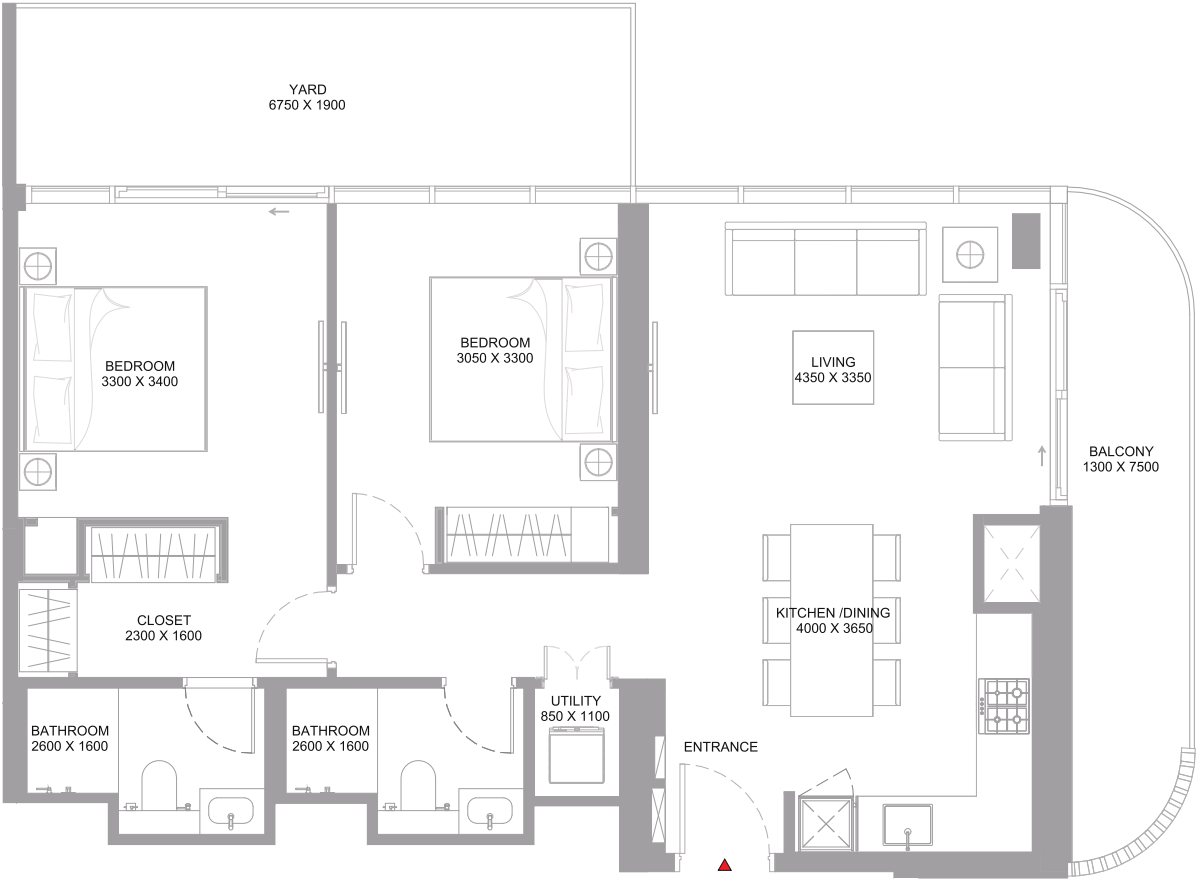 YARD
6750 X 1900
BEDROOM
3300 X 3400
BEDROOM
3050 X 3300
LIVING
4350 X 3350
BALCONY
1300 X 7500
CLOSET
2300 X 1600
KITCHEN /DINING
4000 X 3650
BATHROOM
2600 X 1600
BATHROOM
2600 X 1600
UTILITY
850 X 1100
ENTRANCE